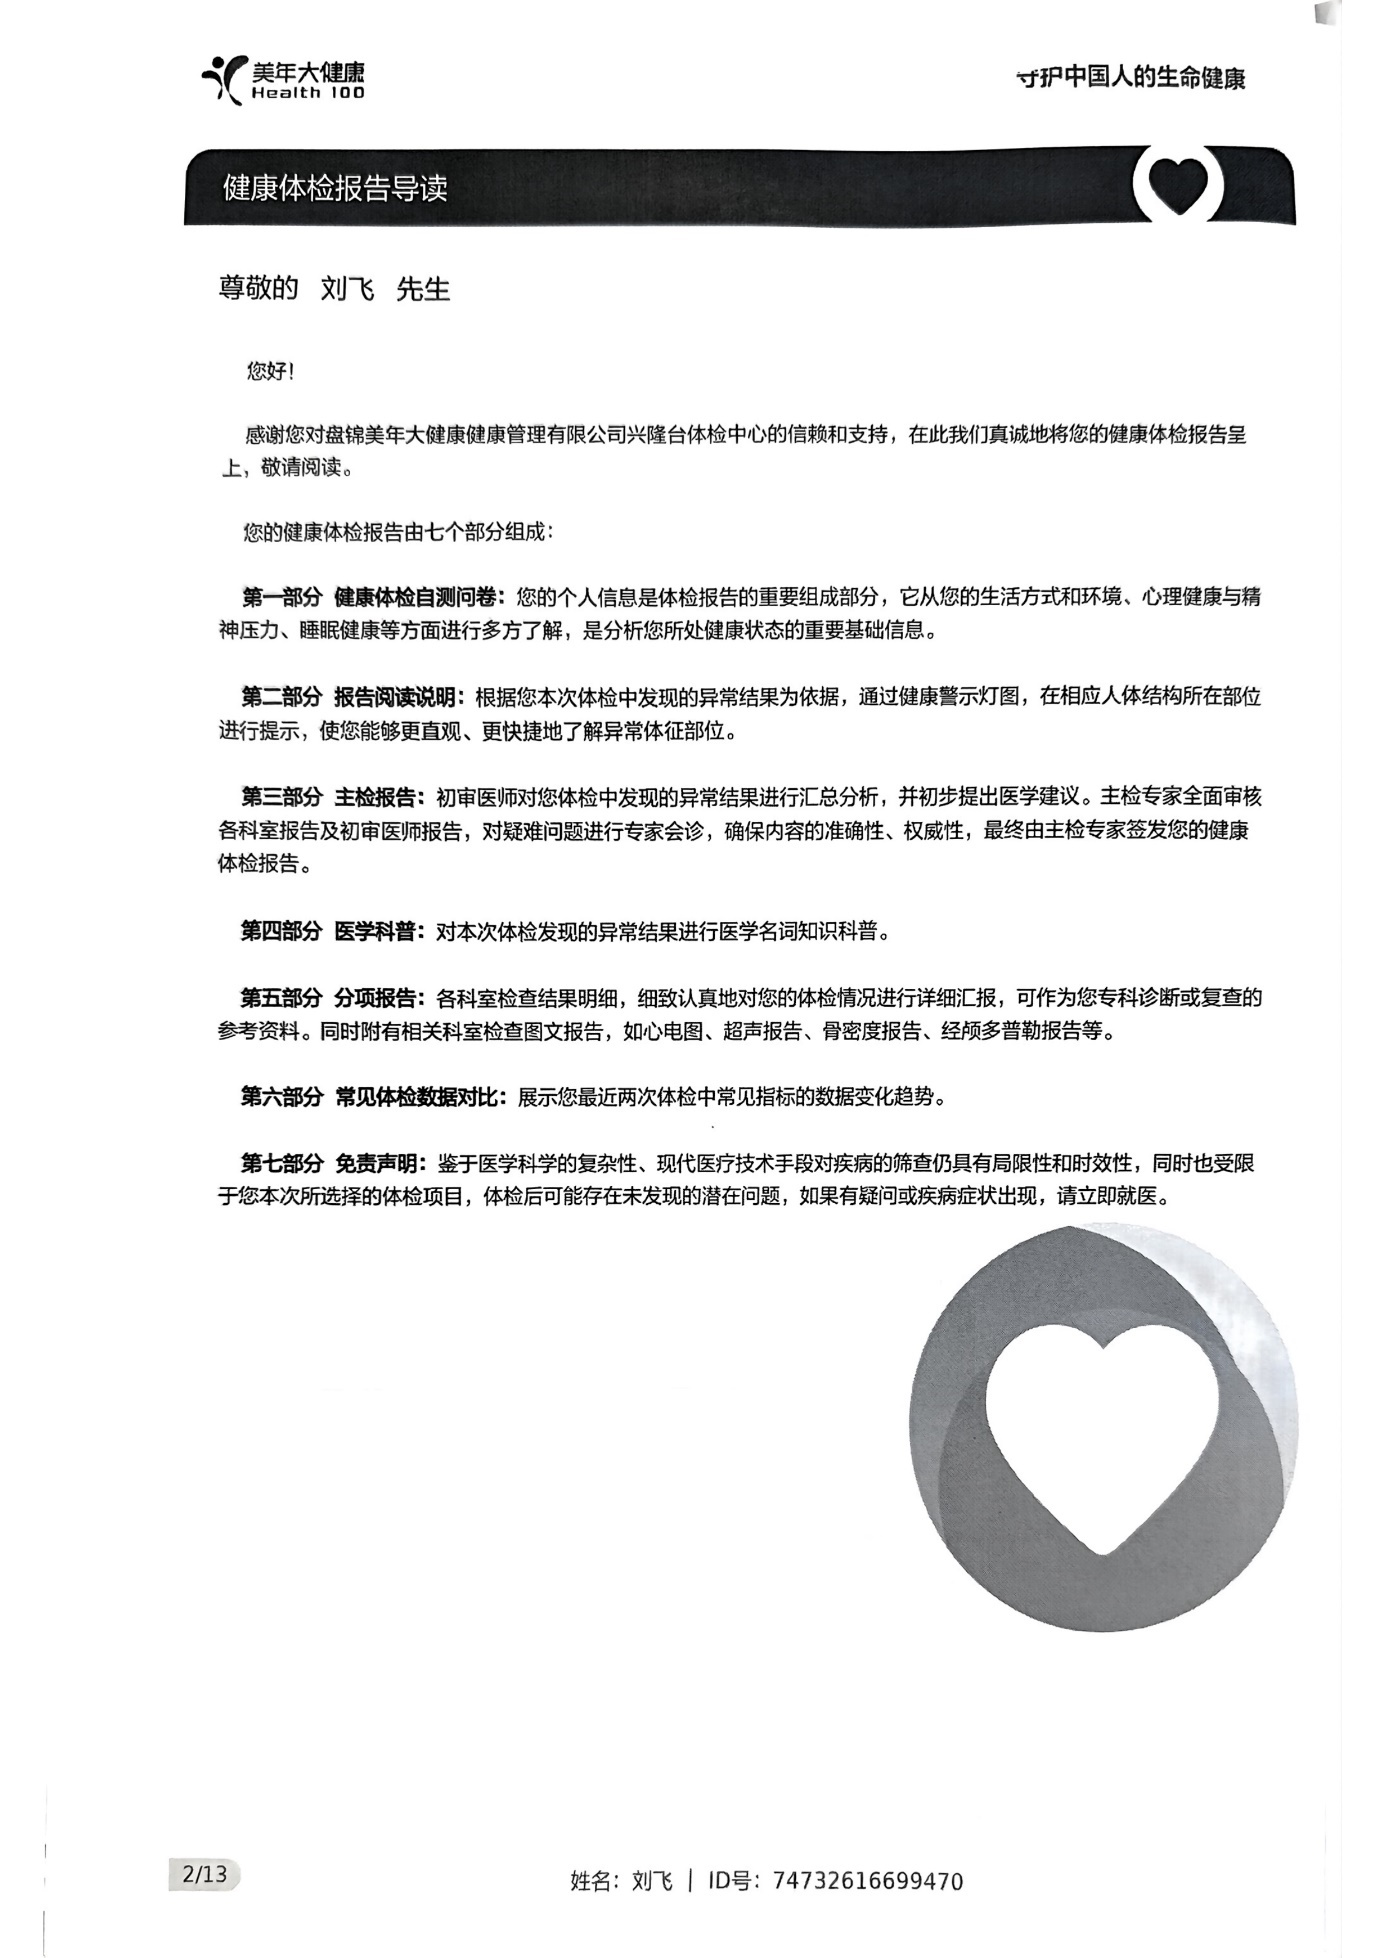 美年大健康
Health 100
守护中国人的生命健康
健康体检报告导读
尊敬的 刘飞 先生
您好！
感谢您对盘锦美年大健康健康管理有限公司兴隆台体检中心的信赖和支持，在此我们真诚地将您的健康体检报告呈
上，敬请阅读。
您的健康体检报告由七个部分组成：
第一部分 健康体检自测问卷：您的个人信息是体检报告的重要组成部分，它从您的生活方式和环境、心理健康与精
神压力、睡眠健康等方面进行多方了解，是分析您所处健康状态的重要基础信息。
第二部分 报告阅读说明：根据您本次体检中发现的异常结果为依据，通过健康警示灯图，在相应人体结构所在部位
进行提示，使您能够更直观、更快捷地了解异常体征部位。
第三部分 主检报告：初审医师对您体检中发现的异常结果进行汇总分析，并初步提出医学建议。主检专家全面审核
各科室报告及初审医师报告，对疑难问题进行专家会诊，确保内容的准确性、权威性，最终由主检专家签发您的健康
体检报告。
第四部分 医学科普：对本次体检发现的异常结果进行医学名词知识科普。
第五部分 分项报告：各科室检查结果明细，细致认真地对您的体检情况进行详细汇报，可作为您专科诊断或复查的
参考资料。同时附有相关科室检查图文报告，如心电图、超声报告、骨密度报告、经颅多普勒报告等。
第六部分 常见体检数据对比：展示您最近两次体检中常见指标的数据变化趋势。
第七部分 免责声明：鉴于医学科学的复杂性、现代医疗技术手段对疾病的筛查仍具有局限性和时效性，同时也受限
于您本次所选择的体检项目，体检后可能存在未发现的潜在问题，如果有疑问或疾病症状出现，请立即就医。
2/13
姓名：刘飞 | ID号：74732616699470